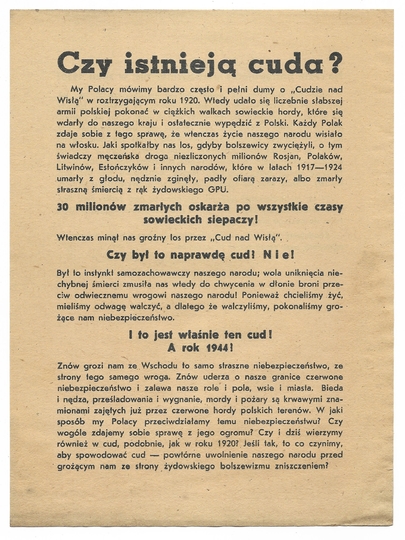 Czy istnieją cuda?
My Polacy mówimy bardzo często i pełni dumy o „Cudzie nad
Wisłą" w rozstrzygającym roku 1920. Wtedy udało się liczebnie słabszej
armii polskiej pokonać w ciężkich walkach sowieckie hordy, które się
wdarły do naszego kraju i ostatecznie wypędzić z Polski. Każdy Polak
zdaje sobie z tego sprawę, że wtenczas życie naszego narodu wisiało
na włosku. Jaki spotkałby nas los, gdyby bolszewicy zwyciężyli, o tym
świadczy męczeńska droga niezliczonych milionów Rosjan, Polaków,
Litwinów, Estończyków i innych narodów, które w latach 1917—1924
umarły z głodu, nędznie zginęły, padły ofiarą zarazy, albo zmarły
straszną śmiercią z rąk żydowskiego GPU.
30 milionów zmarłych oskarża po wszystkie czasy
sowieckich siepaczy!
Wtenczas minął nas groźny los przez „Cud nad Wisłą".
Czy był to naprawdę cud? Nie!
Był to instynkt samozachowawczy naszego narodu; wola uniknięcia nie-
chybnej śmierci zmusiła nas wtedy do chwycenia w dłonie broni prze-
ciw odwiecznemu wrogowi naszego narodu! Ponieważ chcieliśmy żyć,
mieliśmy odwagę walczyć, a dlatego że walczyliśmy, pokonaliśmy gro-
żące nam niebezpieczeństwo.
I to jest właśnie ten cud!
A rok 1944!
Znów grozi nam ze Wschodu to samo straszne niebezpieczeństwo, ze
strony tego samego wroga. Znów uderza o nasze granice czerwone
niebezpieczeństwo i zalewa nasze role i pola, wsie i miasta. Bieda
i nędza, prześladowania i wygnanie, mordy i pożary są krwawymi zna-
mionami zajętych już przez czerwone hordy polskich terenów. W jaki
sposób my Polacy przeciwdziałamy temu niebezpieczeństwu? Czy
wogóle zdajemy sobie sprawę z jego ogromu? Czy i dziś wierzymy
również w cud, podobnie, jak w roku 1920? Jeśli tak, to co czynimy,
aby spowodować cud — powtórne uwolnienie naszego narodu przed
grożącym nam ze strony żydowskiego bolszewizmu zniszczeniem?